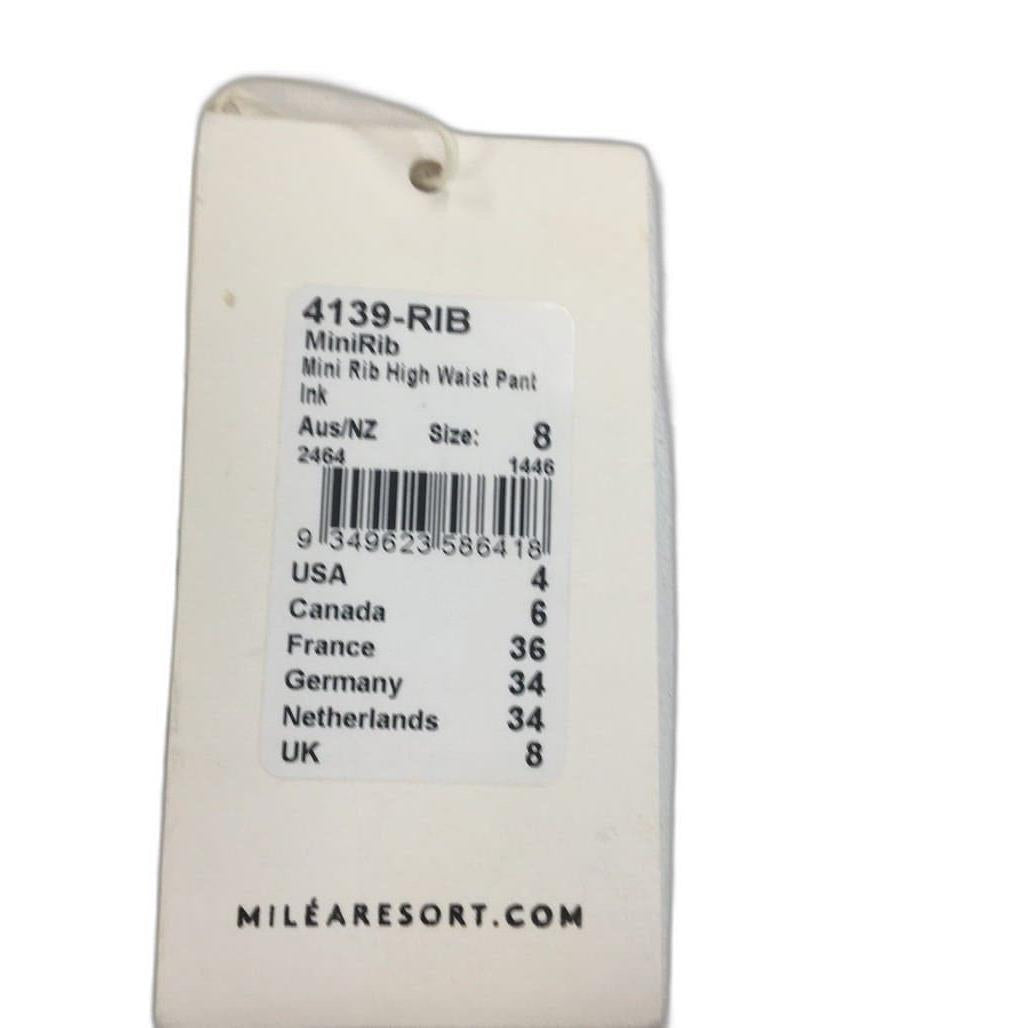 4139-RIB
MiniRib
Mini Rib High Waist Pant
Ink
Aus/NZ Size: 8
2464 1446
9 349623 586418
USA 4
Canada 6
France 36
Germany 34
Netherlands 34
UK 8
MILÉARESORT.COM